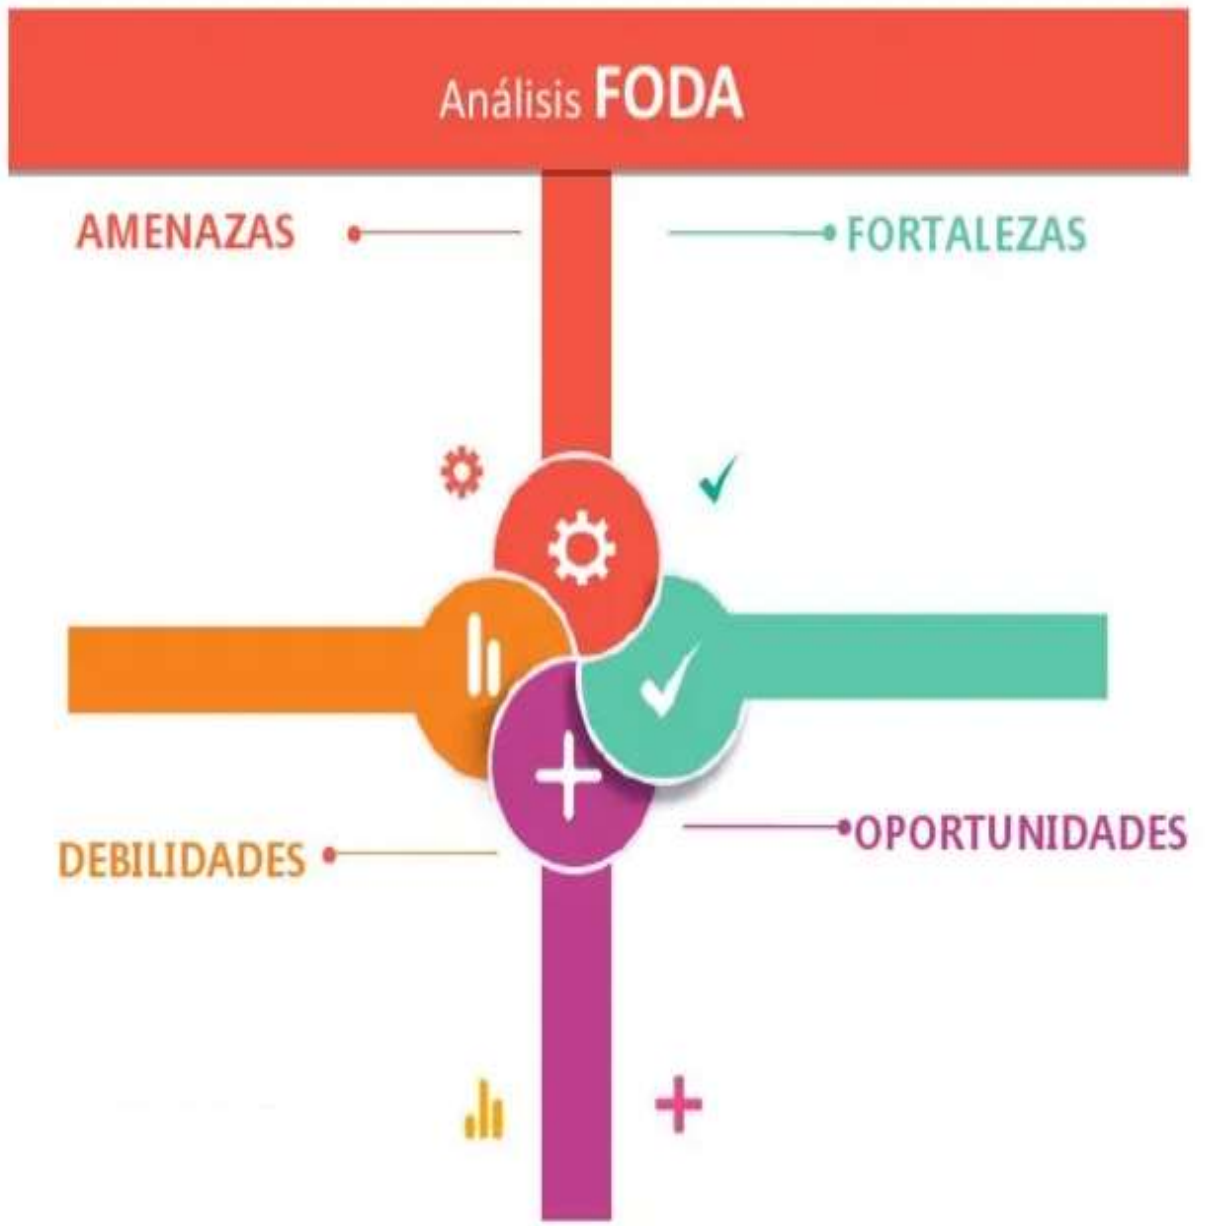 Análisis FODA
AMENAZAS
FORTALEZAS
DEBILIDADES
OPORTUNIDADES